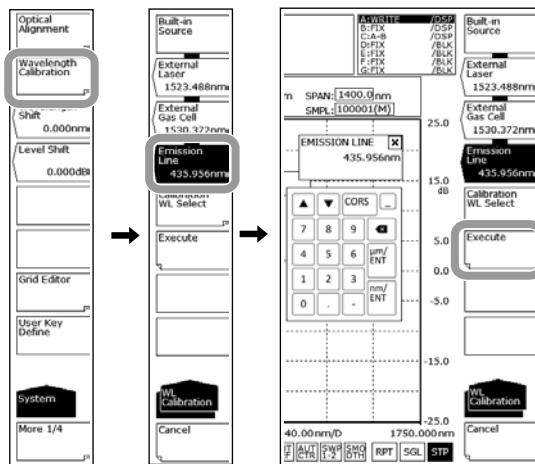 Optical
Alignment
Wavelength
Calibration
Shift
0.000nm
Level Shift
0.000dB
Grid Editor
User Key
Define
System
More 1/4
Built-in
Source
External
Laser
1523.488nm
External
Gas Cell
1530.372nm
Emission
Line
435.956nm
WL Select
Execute
WL
Calibration
Cancel
A:WRITE /DSP
B:FIX /DSP
C:A-B /DSP
D:FIX /BLK
E:FIX /BLK
F:FIX /BLK
G:FIX /BLK
m SPAN: 1400.0 nm
SMPL: 100001(M)
25.0
EMISSION LINE
435.956nm
15.0
dB
CORS
7 8 9
4 5 6 µm/
ENT
1 2 3 nm/
ENT
0 . -
5.0
0.0
-5.0
-15.0
-25.0
40.00nm/D 1750.000nm
AUT
CTR
SWP
1-2
SMO
DTH
RPT SGL STP
Built-in
Source
External
Laser
1523.488nm
External
Gas Cell
1530.372nm
Emission
Line
435.956nm
Calibration
WL Select
Execute
WL
Calibration
Cancel